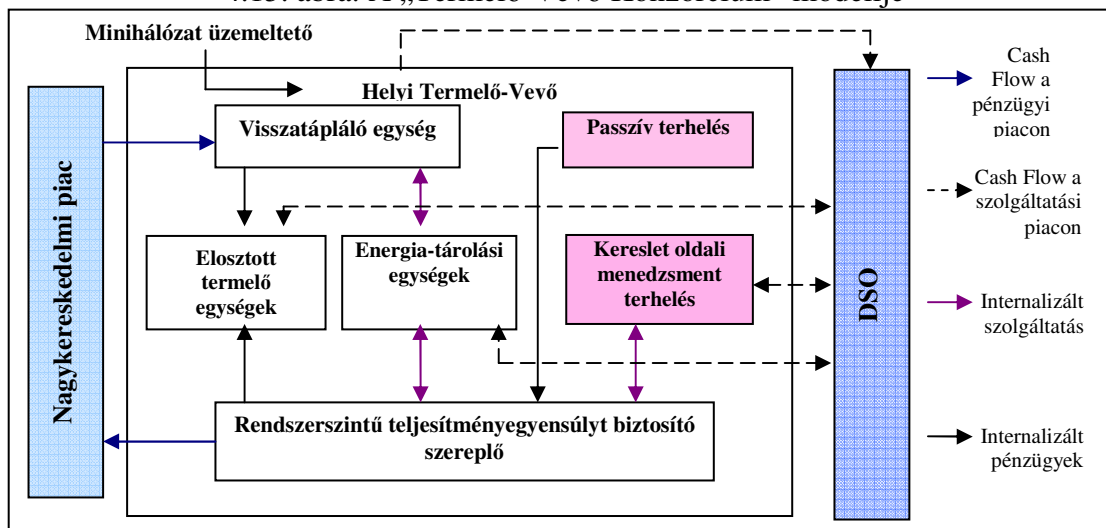 Minihálózat üzemeltető
Helyi Termelő-Vevő
Nagykereskedelmi piac
Visszatápláló egység
Passzív terhelés
Elosztott
termelő
egységek
Energia-tárolási
egységek
Kereslet oldali
menedzsment
terhelés
Rendszerszintű teljesítményegyensúlyt biztosító
szereplő
DSO
Cash
Flow a
pénzügyi
piacon
Cash Flow a
szolgáltatási
piacon
Internalizált
szolgáltatás
Internalizált
pénzügyek